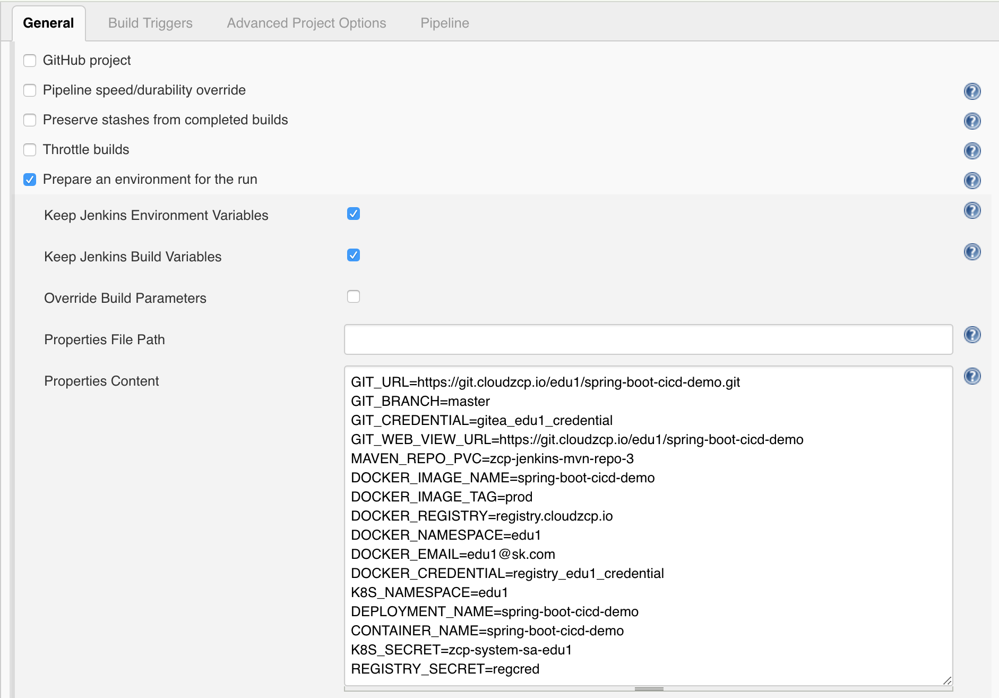 General Build Triggers Advanced Project Options Pipeline
GitHub project
Pipeline speed/durability override
Preserve stashes from completed builds
Throttle builds
Prepare an environment for the run
Keep Jenkins Environment Variables
Keep Jenkins Build Variables
Override Build Parameters
Properties File Path
Properties Content
GIT_URL=https://git.cloudzcp.io/edu1/spring-boot-cicd-demo.git
GIT_BRANCH=master
GIT_CREDENTIAL=gitea_edu1_credential
GIT_WEB_VIEW_URL=https://git.cloudzcp.io/edu1/spring-boot-cicd-demo
MAVEN_REPO_PVC=zcp-jenkins-mvn-repo-3
DOCKER_IMAGE_NAME=spring-boot-cicd-demo
DOCKER_IMAGE_TAG=prod
DOCKER_REGISTRY=registry.cloudzcp.io
DOCKER_NAMESPACE=edu1
DOCKER_EMAIL=edu1@sk.com
DOCKER_CREDENTIAL=registry_edu1_credential
K8S_NAMESPACE=edu1
DEPLOYMENT_NAME=spring-boot-cicd-demo
CONTAINER_NAME=spring-boot-cicd-demo
K8S_SECRET=zcp-system-sa-edu1
REGISTRY_SECRET=regcred